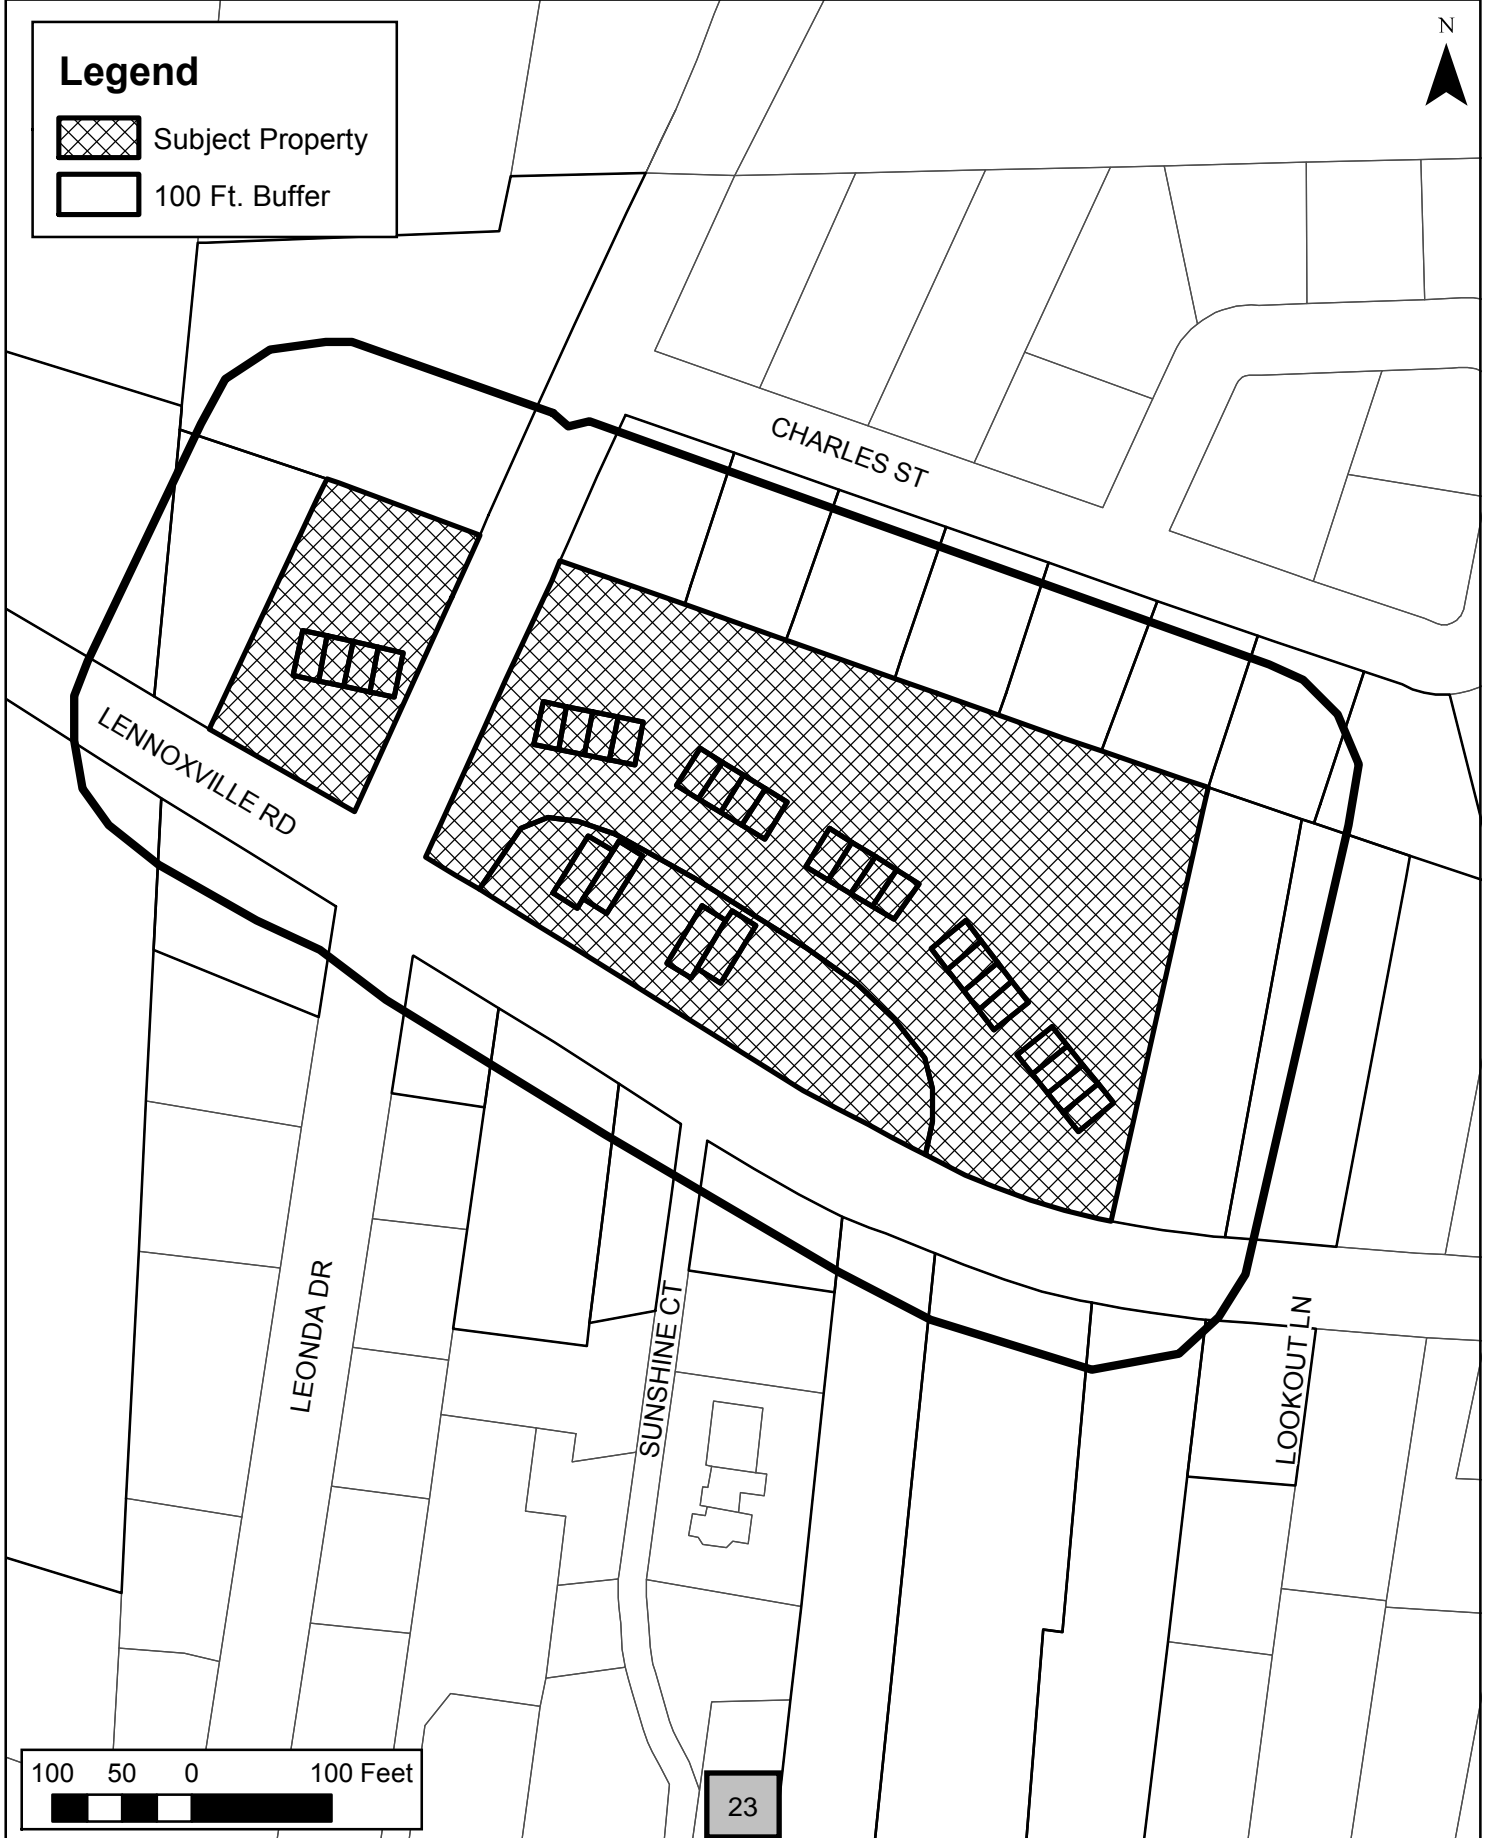 N
Legend
Subject Property
100 Ft. Buffer
CHARLES ST
LENNOXVILLE RD
LEONDA DR
SUNSHINE CT
LOOKOUT LN
100 50 0 100 Feet
23